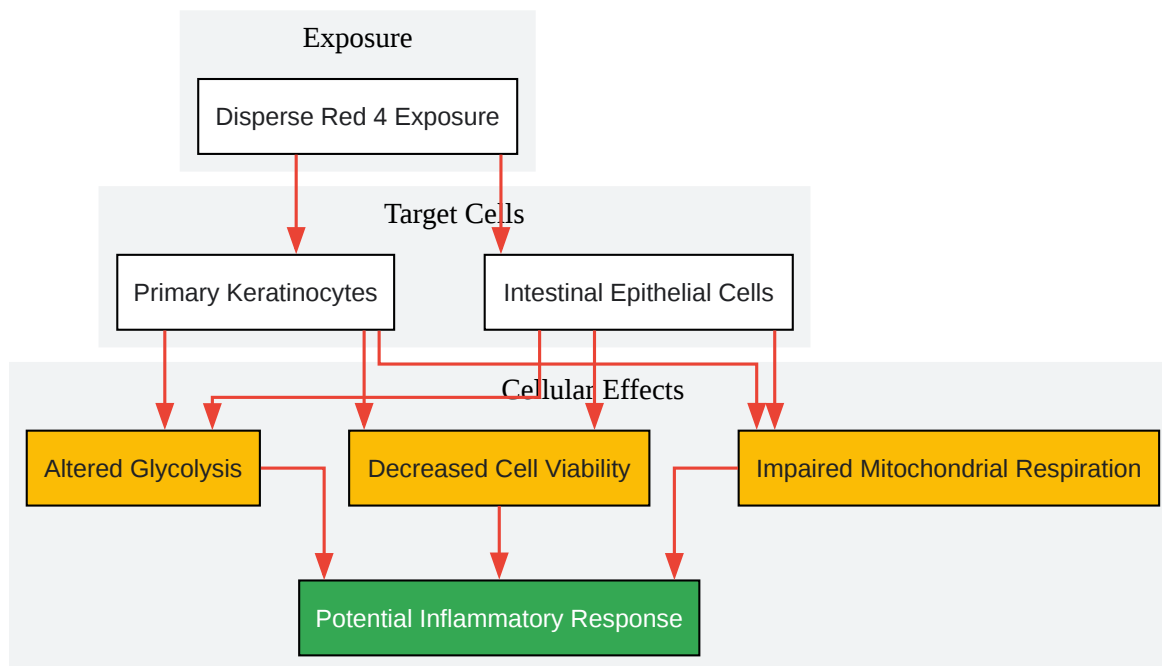 Exposure
Disperse Red 4 Exposure
Target Cells
Primary Keratinocytes
Intestinal Epithelial Cells
Cellular Effects
Altered Glycolysis
Decreased Cell Viability
Impaired Mitochondrial Respiration
Potential Inflammatory Response